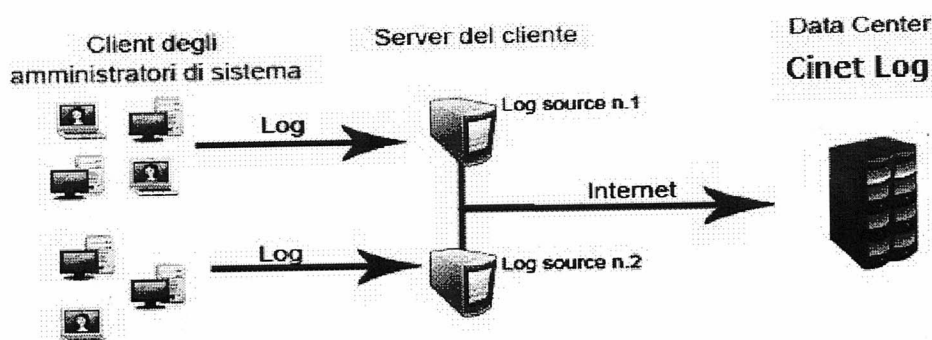 Client degli
amministratori di sistema
Server del cliente
Data Center
Cinet Log
Log
Log source n.1
Internet
Log
Log source n.2